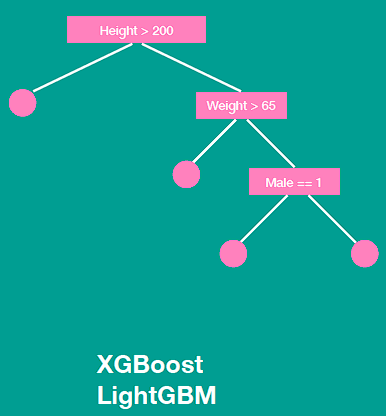 Height > 200
Weight > 65
Male == 1
XGBoost
LightGBM